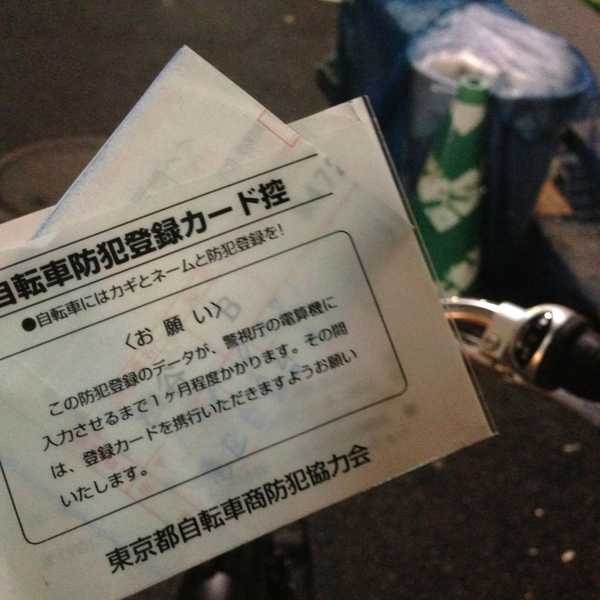 自転車防犯登録カード控
●自転車にはカギとネームと防犯登録を!
〈お願い〉
この防犯登録のデータが、警視庁の電算機に
入力させるまで1ヶ月程度かかります。その間
は、登録カードを携行いただきますようお願い
いたします。
東京都自転車商防犯協力会